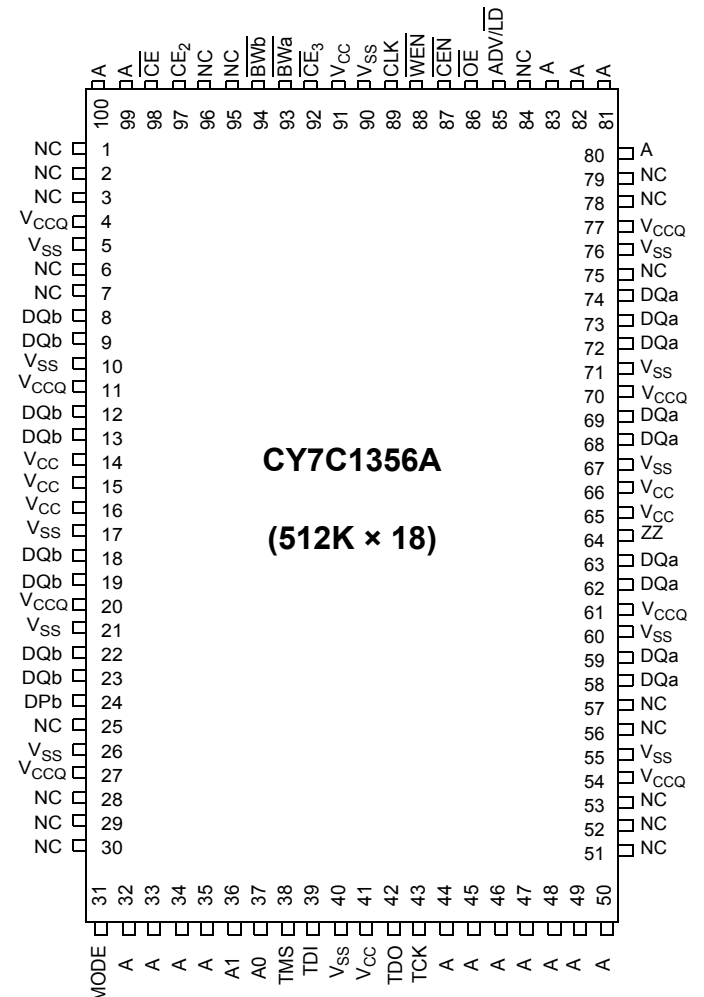 A A CE CE2 NC NC BWb BWa CE3 VCC VSS CLK WEN CEN OE ADV/LD NC A A A
100 99 98 97 96 95 94 93 92 91 90 89 88 87 86 85 84 83 82 81
NC 1
NC 2
NC 3
VCCQ 4
VSS 5
NC 6
NC 7
DQb 8
DQb 9
VSS 10
VCCQ 11
DQb 12
DQb 13
VCC 14
VCC 15
VCC 16
VSS 17
DQb 18
DQb 19
VCCQ 20
VSS 21
DQb 22
DQb 23
DPb 24
NC 25
VSS 26
VCCQ 27
NC 28
NC 29
NC 30
CY7C1356A
(512K × 18)
80 A
79 NC
78 NC
77 VCCQ
76 VSS
75 NC
74 DQa
73 DQa
72 DQa
71 VSS
70 VCCQ
69 DQa
68 DQa
67 VSS
66 VCC
65 VCC
64 ZZ
63 DQa
62 DQa
61 VCCQ
60 VSS
59 DQa
58 DQa
57 NC
56 NC
55 VSS
54 VCCQ
53 NC
52 NC
51 NC
31 32 33 34 35 36 37 38 39 40 41 42 43 44 45 46 47 48 49 50
MODE A A A A A1 A0 TMS TDI VSS VCC TDO TCK A A A A A A A